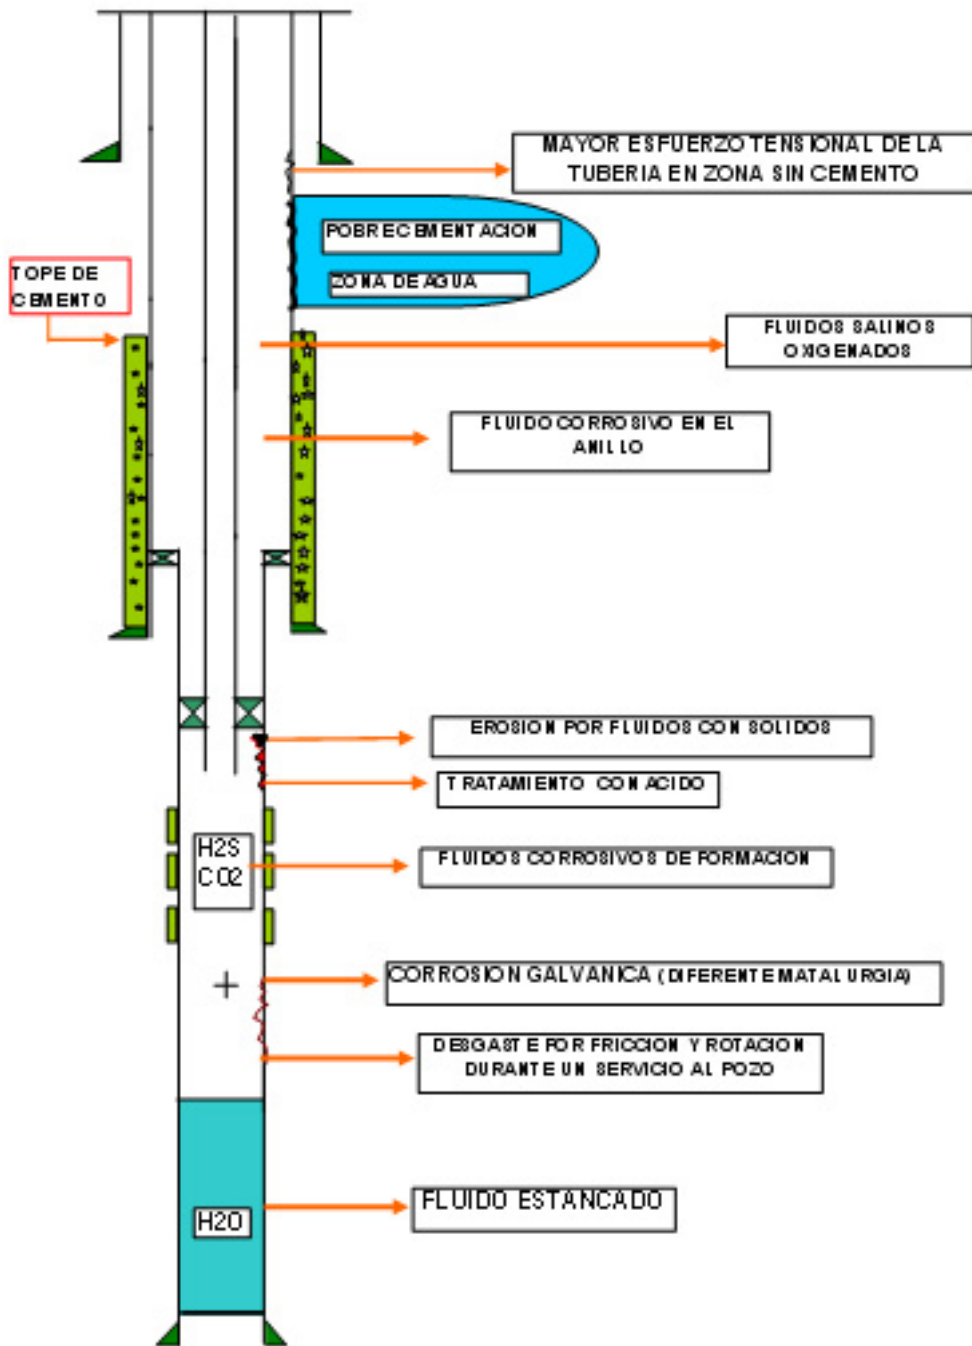 MAYOR ESFUERZO TENSIONAL DE LA
TUBERIA EN ZONA SIN CEMENTO
POBRE CEMENTACION
ZONA DE AGUA
TOPE DE
CEMENTO
FLUIDOS SALINOS
OXIGENADOS
FLUIDO CORROSIVO EN EL
ANILLO
EROSION POR FLUIDOS CON SOLIDOS
TRATAMIENTO CON ACIDO
H2S
CO2
FLUIDOS CORROSIVOS DE FORMACION
CORROSION GALVANICA (DIFERENTE MATALURGIA)
DESGASTE POR FRICCION Y ROTACION
DURANTE UN SERVICIO AL POZO
FLUIDO ESTANCADO
H2O